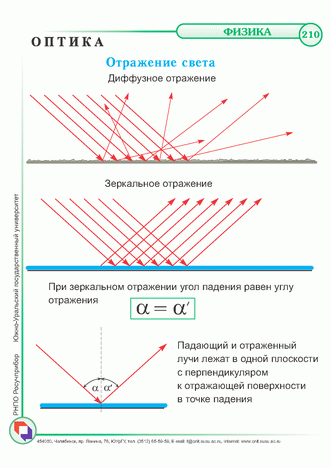 ФИЗИКА
210
ОПТИКА
Отражение света
Диффузное отражение
Зеркальное отражение
При зеркальном отражении угол падения равен углу
отражения
α = α′
α α′
Падающий и отраженный
лучи лежат в одной плоскости
с перпендикуляром
к отражающей поверхности
в точке падения
РНПО Росучприбор Южно-Уральский государственный университет